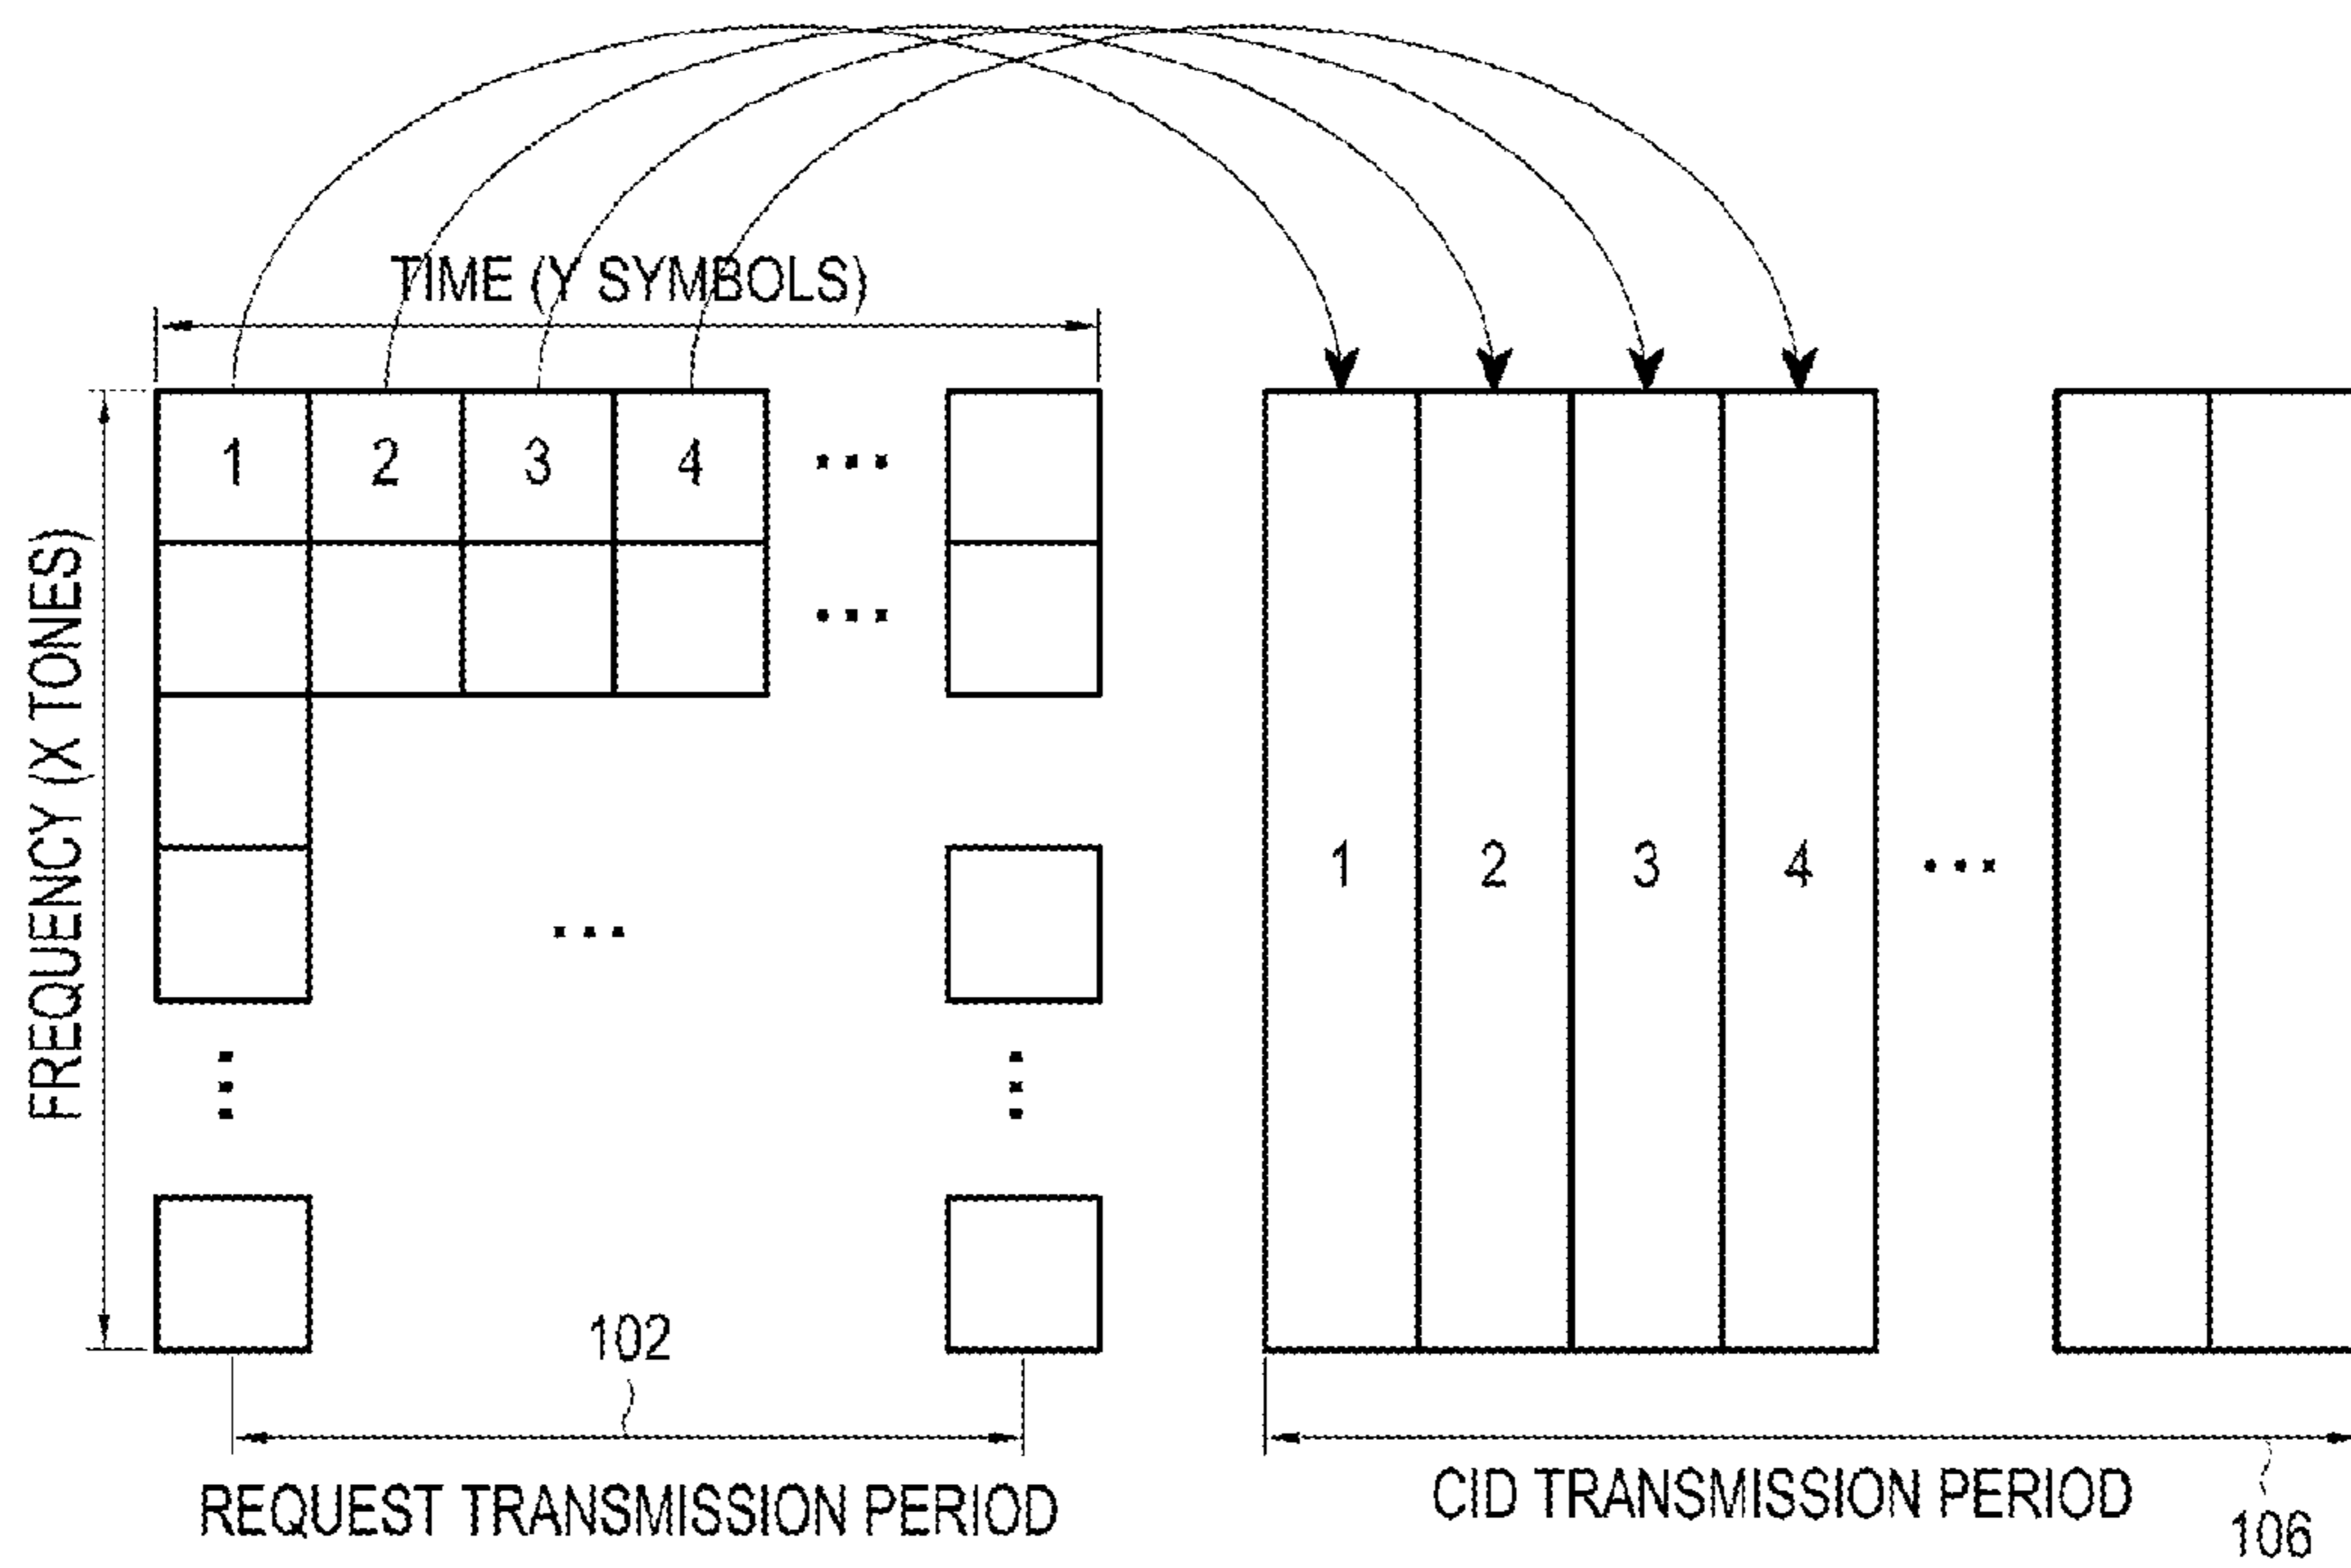 TIME (Y SYMBOLS)
FREQUENCY (X TONES)
1 2 3 4 ...
...
1 2 3 4 ...
...
102
REQUEST TRANSMISSION PERIOD
CID TRANSMISSION PERIOD
106